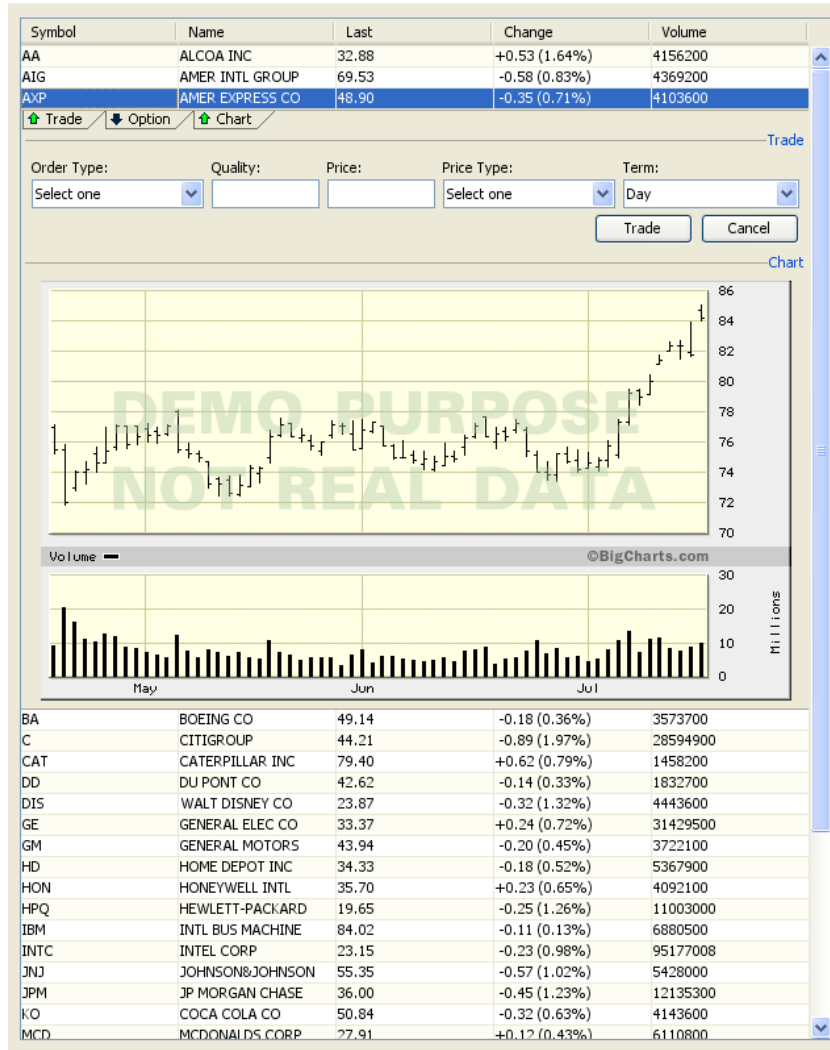 Symbol Name Last Change Volume
AA ALCOA INC 32.88 +0.53 (1.64%) 4156200
AIG AMER INTL GROUP 69.53 -0.58 (0.83%) 4369200
AXP AMER EXPRESS CO 48.90 -0.35 (0.71%) 4103600
Trade Option Chart
Trade
Order Type: Quality: Price: Price Type: Term:
Select one Select one Day
Trade Cancel
Chart
86
84
82
80
78
DEMO PURPOSE
76
74
NOT REAL DATA
72
70
Volume ©BigCharts.com
30
20
Millions
10
0
May Jun Jul
BA BOEING CO 49.14 -0.18 (0.36%) 3573700
C CITIGROUP 44.21 -0.89 (1.97%) 28594900
CAT CATERPILLAR INC 79.40 +0.62 (0.79%) 1458200
DD DU PONT CO 42.62 -0.14 (0.33%) 1832700
DIS WALT DISNEY CO 23.87 -0.32 (1.32%) 4443600
GE GENERAL ELEC CO 33.37 +0.24 (0.72%) 31429500
GM GENERAL MOTORS 43.94 -0.20 (0.45%) 3722100
HD HOME DEPOT INC 34.33 -0.18 (0.52%) 5367900
HON HONEYWELL INTL 35.70 +0.23 (0.65%) 4092100
HPQ HEWLETT-PACKARD 19.65 -0.25 (1.26%) 11003000
IBM INTL BUS MACHINE 84.02 -0.11 (0.13%) 6880500
INTC INTEL CORP 23.15 -0.23 (0.98%) 95177008
JNJ JOHNSON&JOHNSON 55.35 -0.57 (1.02%) 5428000
JPM JP MORGAN CHASE 36.00 -0.45 (1.23%) 12135300
KO COCA COLA CO 50.84 -0.32 (0.63%) 4143600
MCD MCDONALDS CORP 27.91 +0.12 (0.43%) 6110800